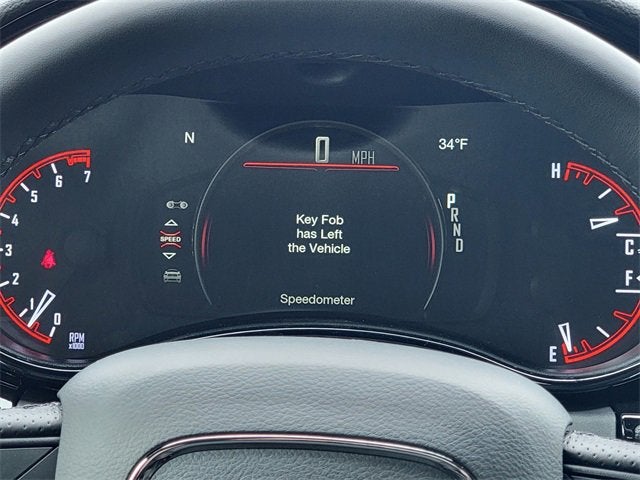 N
0 MPH
34°F
7
6
5
4
3
2
1
0
RPM
x1000
SPEED
Key Fob
has Left
the Vehicle
Speedometer
P
R
N
D
H
C
F
E